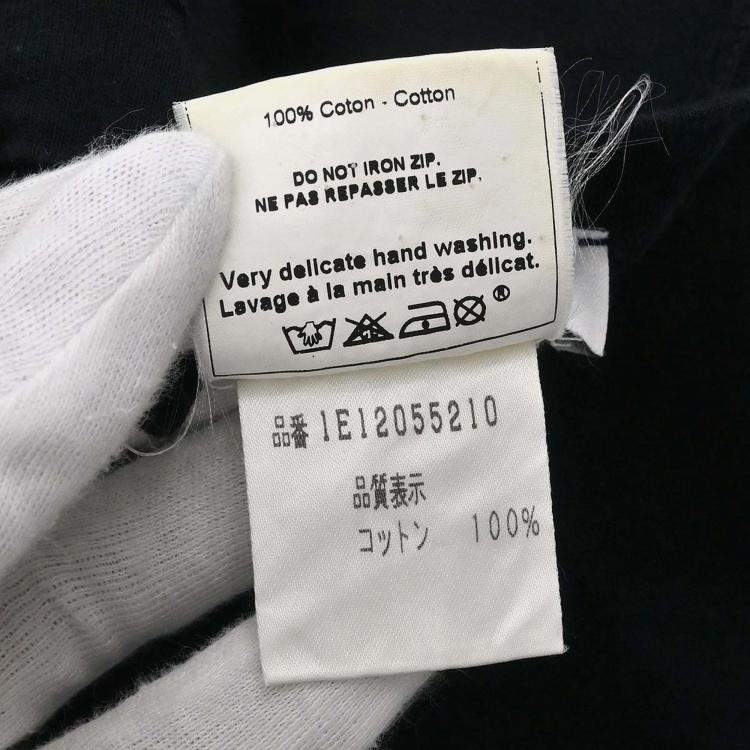 100% Coton - Cotton
DO NOT IRON ZIP.
NE PAS REPASSER LE ZIP.
Very delicate hand washing.
Lavage à la main très délicat.
®
品番 1E12055210
品質表示
コットン 100%